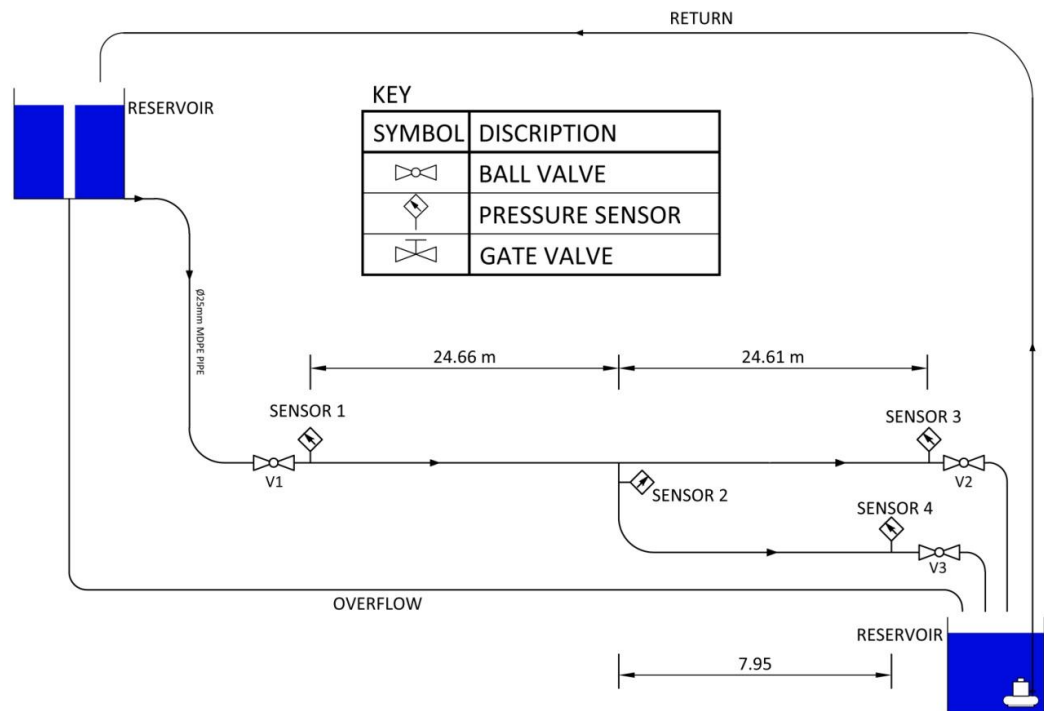 RETURN
RESERVOIR
KEY
SYMBOL DISCRIPTION
BALL VALVE
PRESSURE SENSOR
GATE VALVE
Ø25mm MDPE PIPE
24.66 m
24.61 m
SENSOR 1
SENSOR 3
V1
SENSOR 2
V2
SENSOR 4
V3
OVERFLOW
RESERVOIR
7.95